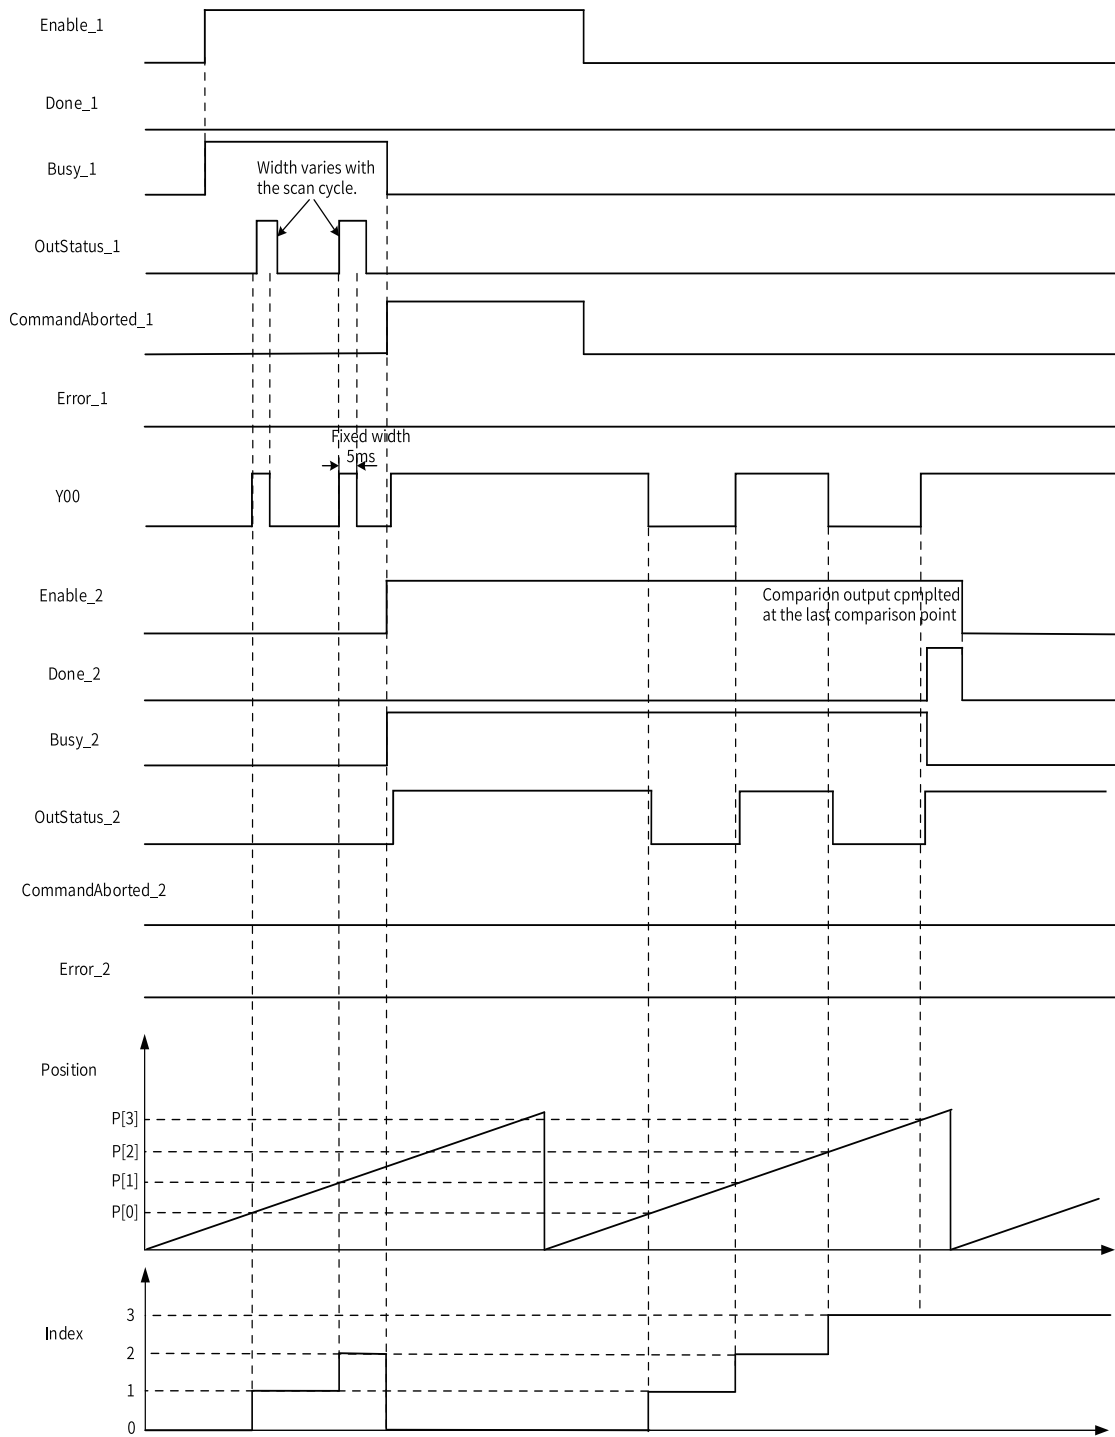 Enable_1
Done_1
Busy_1
Width varies with
the scan cycle.
OutStatus_1
CommandAborted_1
Error_1
Fixed width
5ms
Y00
Enable_2
Comparion output cpmplted
at the last comparison point
Done_2
Busy_2
OutStatus_2
CommandAborted_2
Error_2
Position
P[3]
P[2]
P[1]
P[0]
3
Index
2
1
0